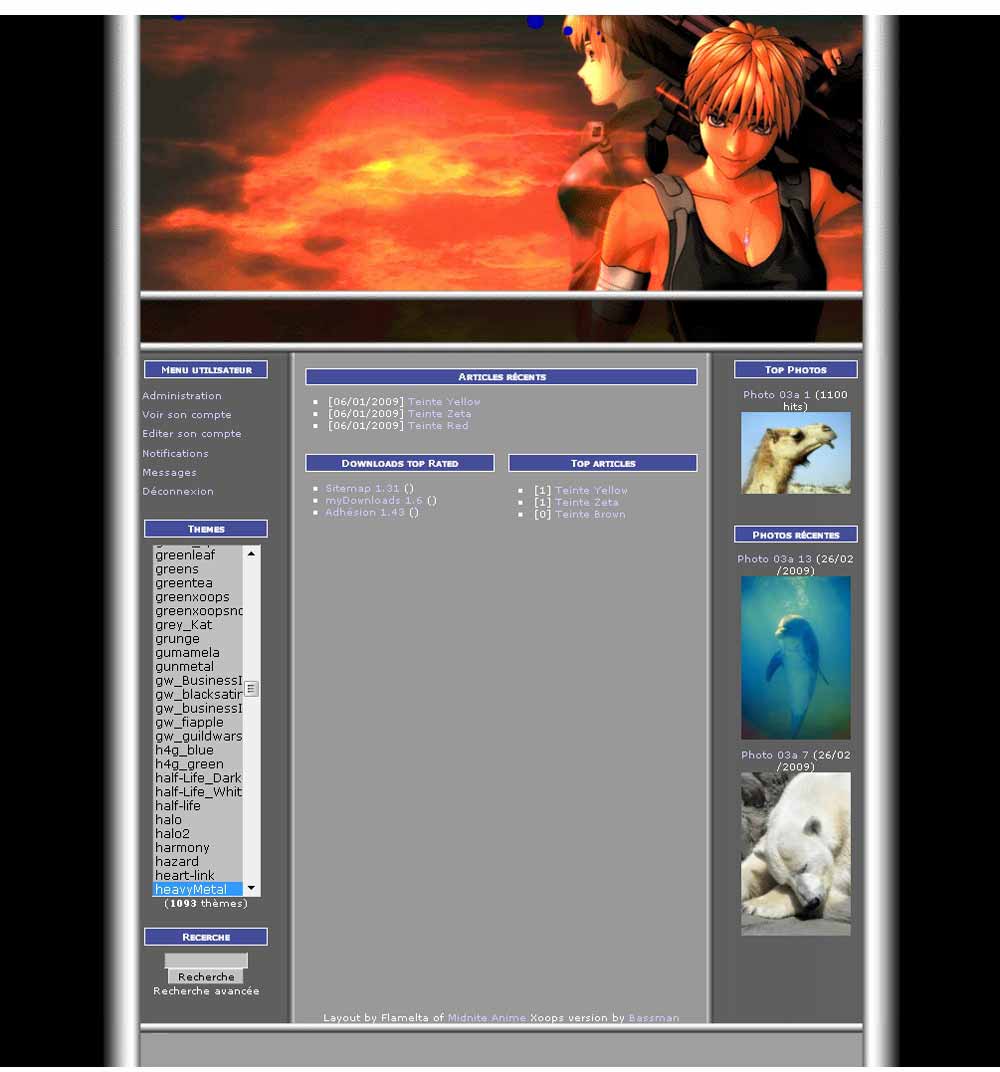 MENU UTILISATEUR
Administration
Voir son compte
Editer son compte
Notifications
Messages
Déconnexion
THEMES
greenleaf
greens
greentea
greenxoops
greenxoopsno
grey_Kat
grunge
gumamela
gunmetal
gw_BusinessI
gw_blacksatin
gw_businessI
gw_fiapple
gw_guildwars
h4g_blue
h4g_green
half-Life_Dark
half-Life_Whit
half-life
halo
halo2
harmony
hazard
heart-link
heavyMetal
(1093 thèmes)
RECERCHE
Recherche
Recherche avancée
ARTICLES RÉCENTS
[06/01/2009] Teinte Yellow
[06/01/2009] Teinte Zeta
[06/01/2009] Teinte Red
DOWNLOADS TOP RATED
Sitemap 1.31 ()
myDownloads 1.6 ()
Adhésion 1.43 ()
TOP ARTICLES
[1] Teinte Yellow
[1] Teinte Zeta
[0] Teinte Brown
TOP PHOTOS
Photo 03a 1 (1100
hits)
PHOTOS RÉCENTES
Photo 03a 13 (26/02
/2009)
Photo 03a 7 (26/02
/2009)
Layout by Flamelta of Midnite Anime Xoops version by Bassman